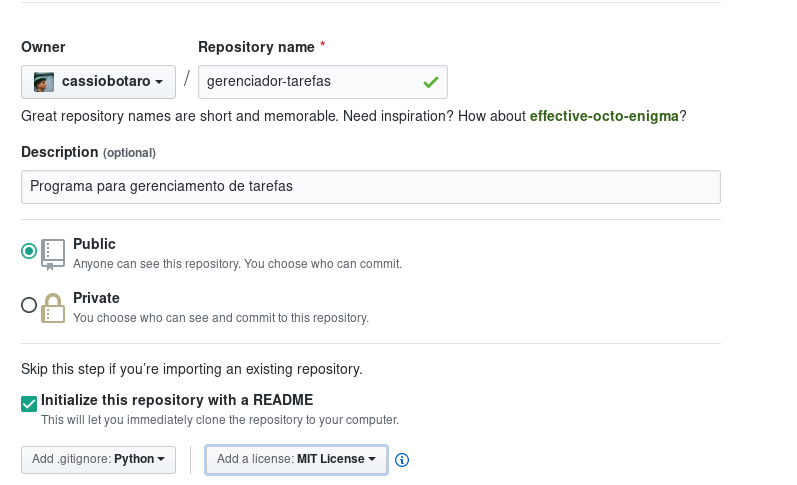 Owner
Repository name *
cassiobotaro / gerenciador-tarefas
Great repository names are short and memorable. Need inspiration? How about effective-octo-enigma?
Description (optional)
Programa para gerenciamento de tarefas
Public
Anyone can see this repository. You choose who can commit.
Private
You choose who can see and commit to this repository.
Skip this step if you’re importing an existing repository.
Initialize this repository with a README
This will let you immediately clone the repository to your computer.
Add .gitignore: Python
Add a license: MIT License